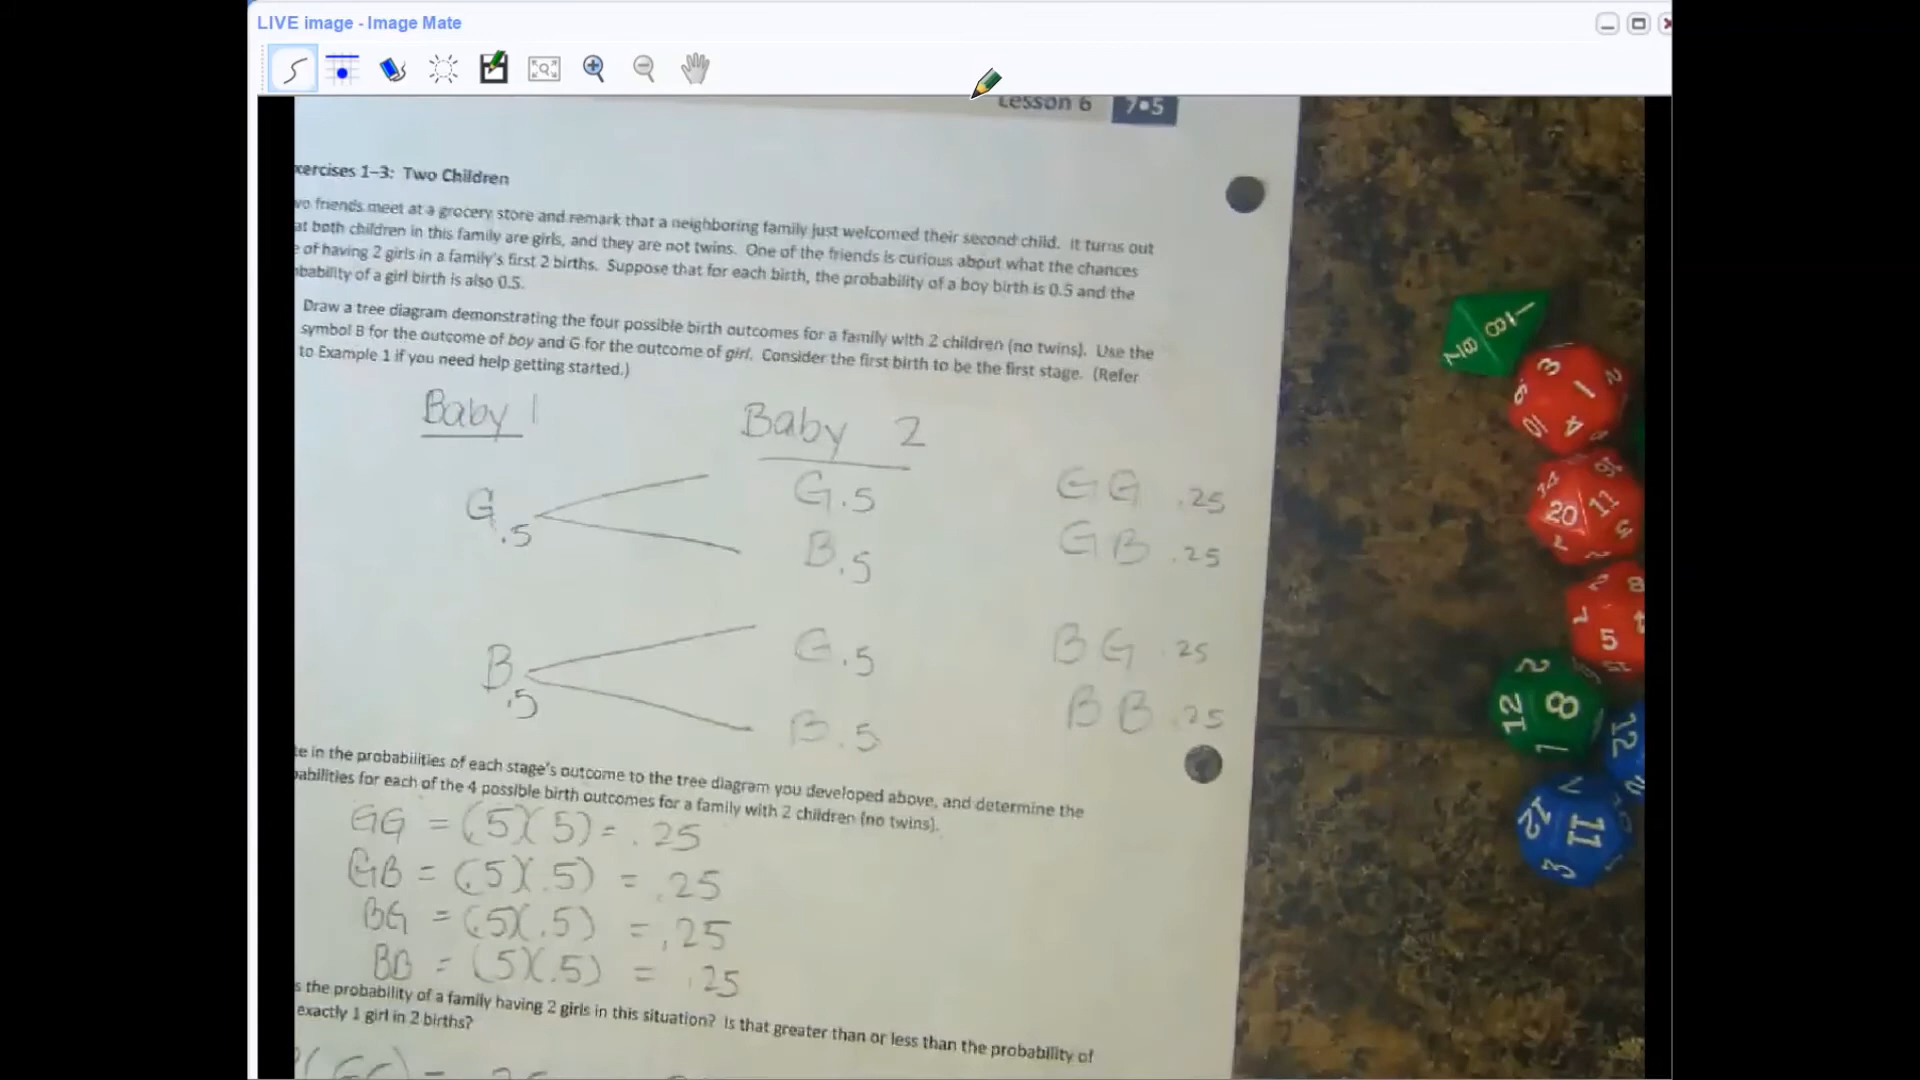 LIVE image - Image Mate
Lesson 6 7•5
xercises 1–3: Two Children
wo friends meet at a grocery store and remark that a neighboring family just welcomed their second child. It turns out
at both children in this family are girls, and they are not twins. One of the friends is curious about what the chances
e of having 2 girls in a family's first 2 births. Suppose that for each birth, the probability of a boy birth is 0.5 and the
bability of a girl birth is also 0.5.
Draw a tree diagram demonstrating the four possible birth outcomes for a family with 2 children (no twins). Use the
symbol B for the outcome of boy and G for the outcome of girl. Consider the first birth to be the first stage. (Refer
to Example 1 if you need help getting started.)
Baby 1 Baby 2
G .5 G .5 GG .25
B .5 GB .25
B .5 G .5 BG .25
B .5 BB .25
te in the probabilities of each stage's outcome to the tree diagram you developed above, and determine the
babilities for each of the 4 possible birth outcomes for a family with 2 children (no twins).
GG = (.5)(.5) = .25
GB = (.5)(.5) = .25
BG = (.5)(.5) = .25
BB = (.5)(.5) = .25
s the probability of a family having 2 girls in this situation? Is that greater than or less than the probability of
exactly 1 girl in 2 births?